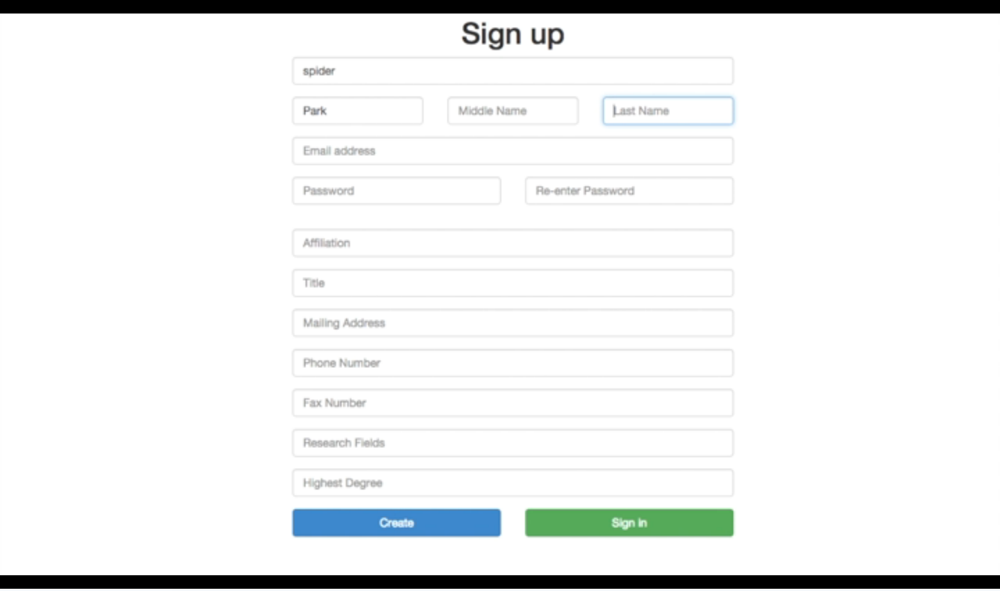 Sign up
spider
Park Middle Name Last Name
Email address
Password Re-enter Password
Affiliation
Title
Mailing Address
Phone Number
Fax Number
Research Fields
Highest Degree
Create Sign in